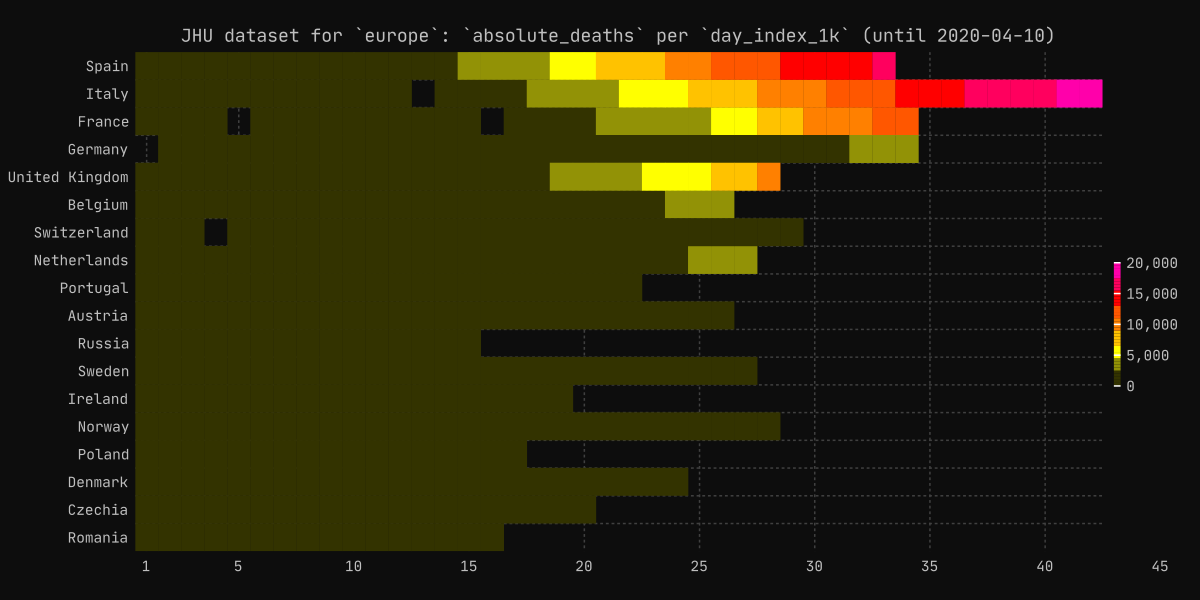 JHU dataset for `europe`: `absolute_deaths` per `day_index_1k` (until 2020-04-10)
Spain
Italy
France
Germany
United Kingdom
Belgium
Switzerland
Netherlands
Portugal
Austria
Russia
Sweden
Ireland
Norway
Poland
Denmark
Czechia
Romania
1 5 10 15 20 25 30 35 40 45
20,000
15,000
10,000
5,000
0